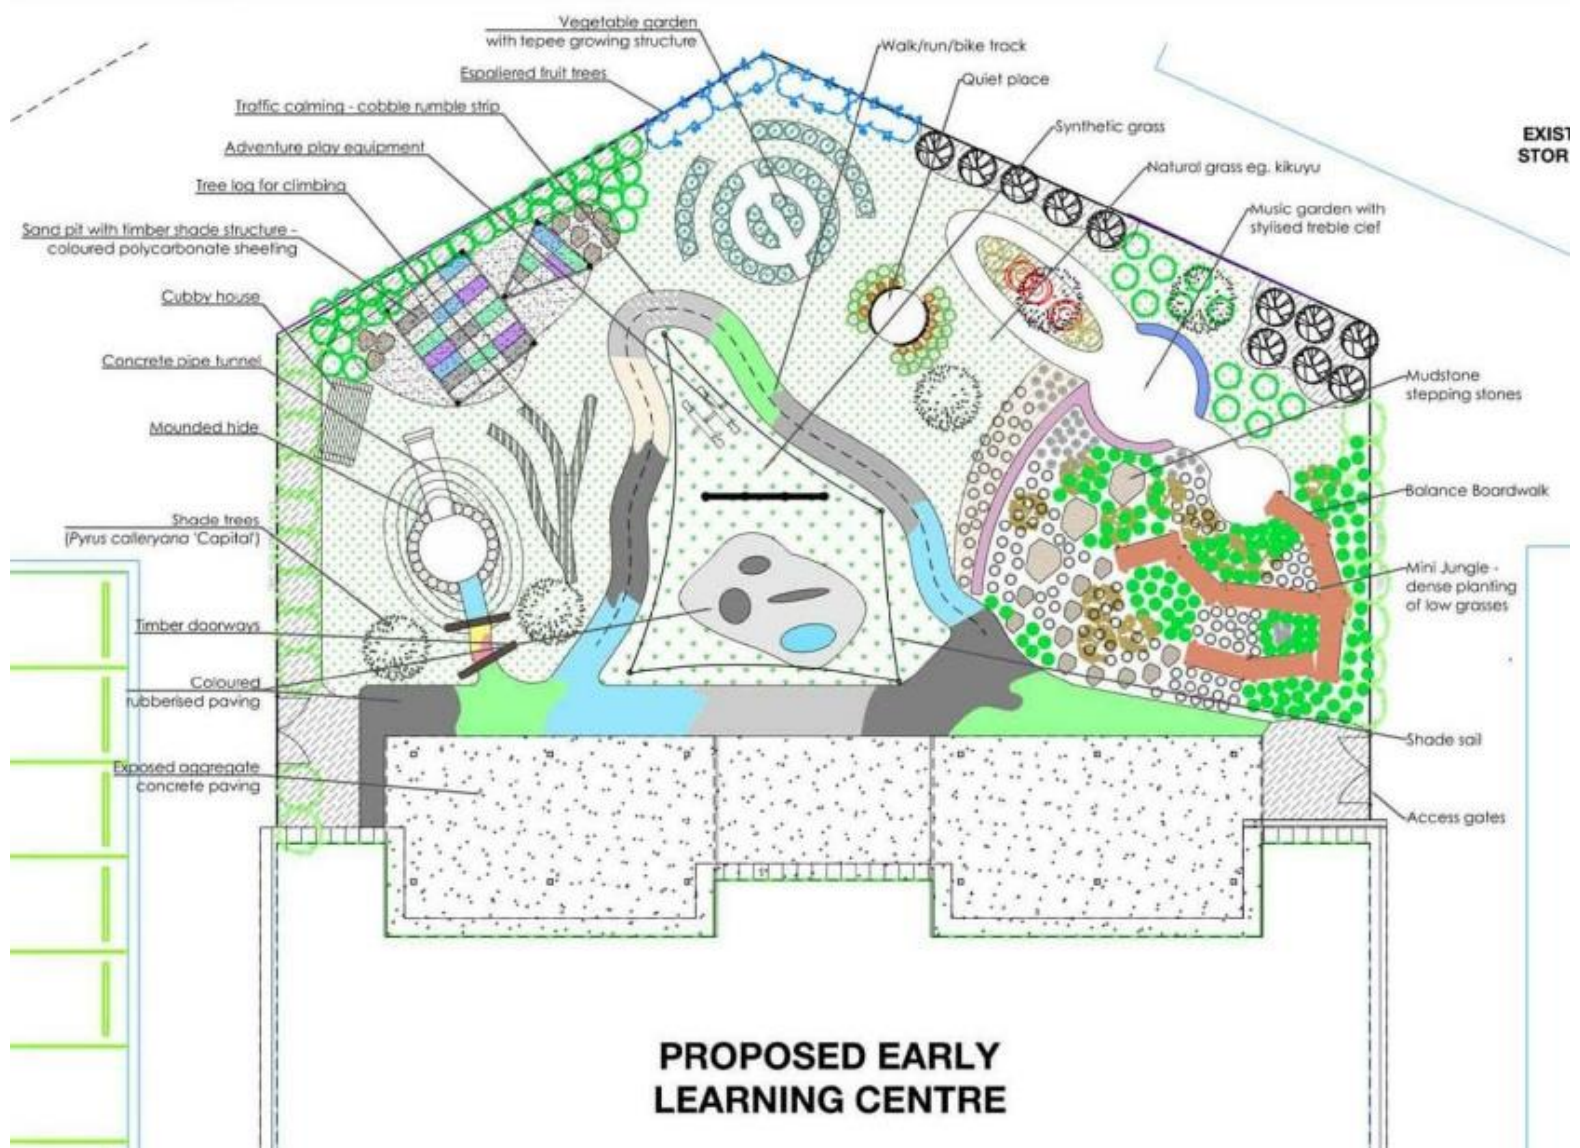 Vegetable garden
with tepee growing structure
Espaliered fruit trees
Traffic calming - cobble rumble strip
Adventure play equipment
Tree log for climbing
Sand pit with timber shade structure -
coloured polycarbonate sheeting
Cubby house
Concrete pipe tunnel
Mounded hide
Shade trees
(Pyrus calleryana 'Capital')
Timber doorways
Coloured
rubberised paving
Exposed aggregate
concrete paving
Walk/run/bike track
Quiet place
Synthetic grass
Natural grass eg. kikuyu
Music garden with
stylised treble clef
Mudstone
stepping stones
Balance Boardwalk
Mini Jungle -
dense planting
of low grasses
Shade sail
Access gates
EXIST
STOR
PROPOSED EARLY
LEARNING CENTRE